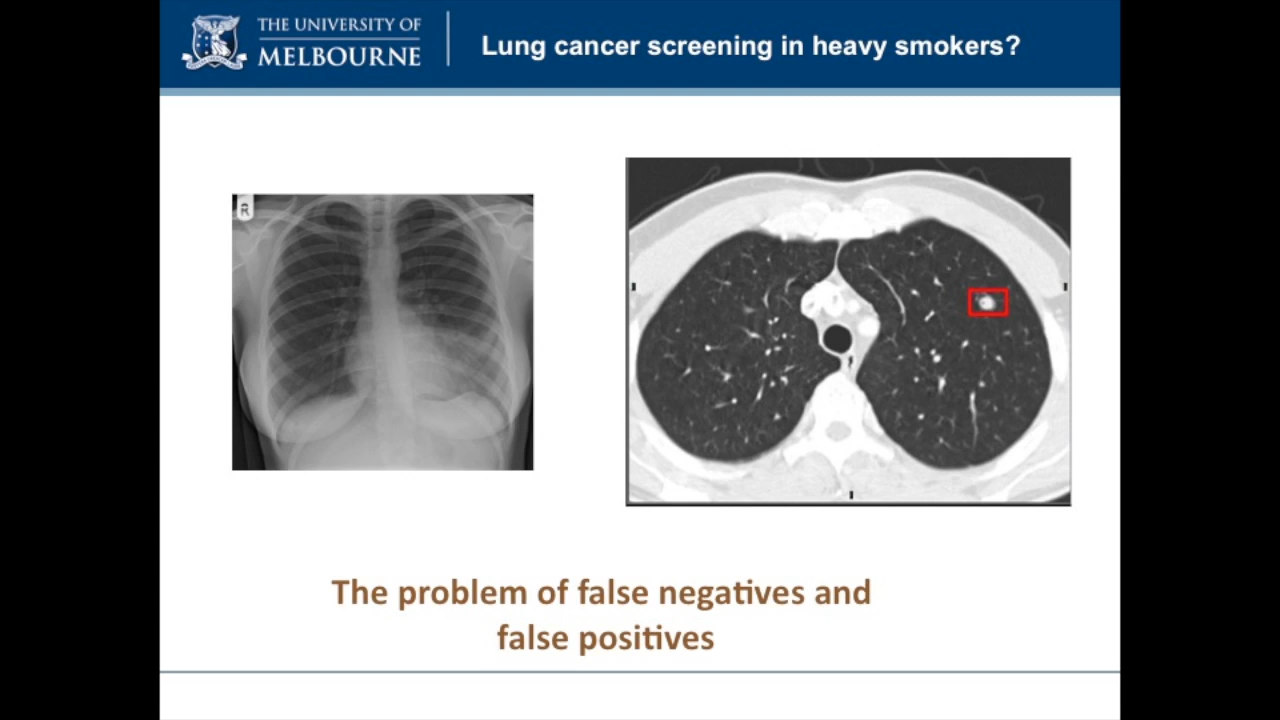 THE UNIVERSITY OF
MELBOURNE
Lung cancer screening in heavy smokers?
R
The problem of false negatives and
false positives